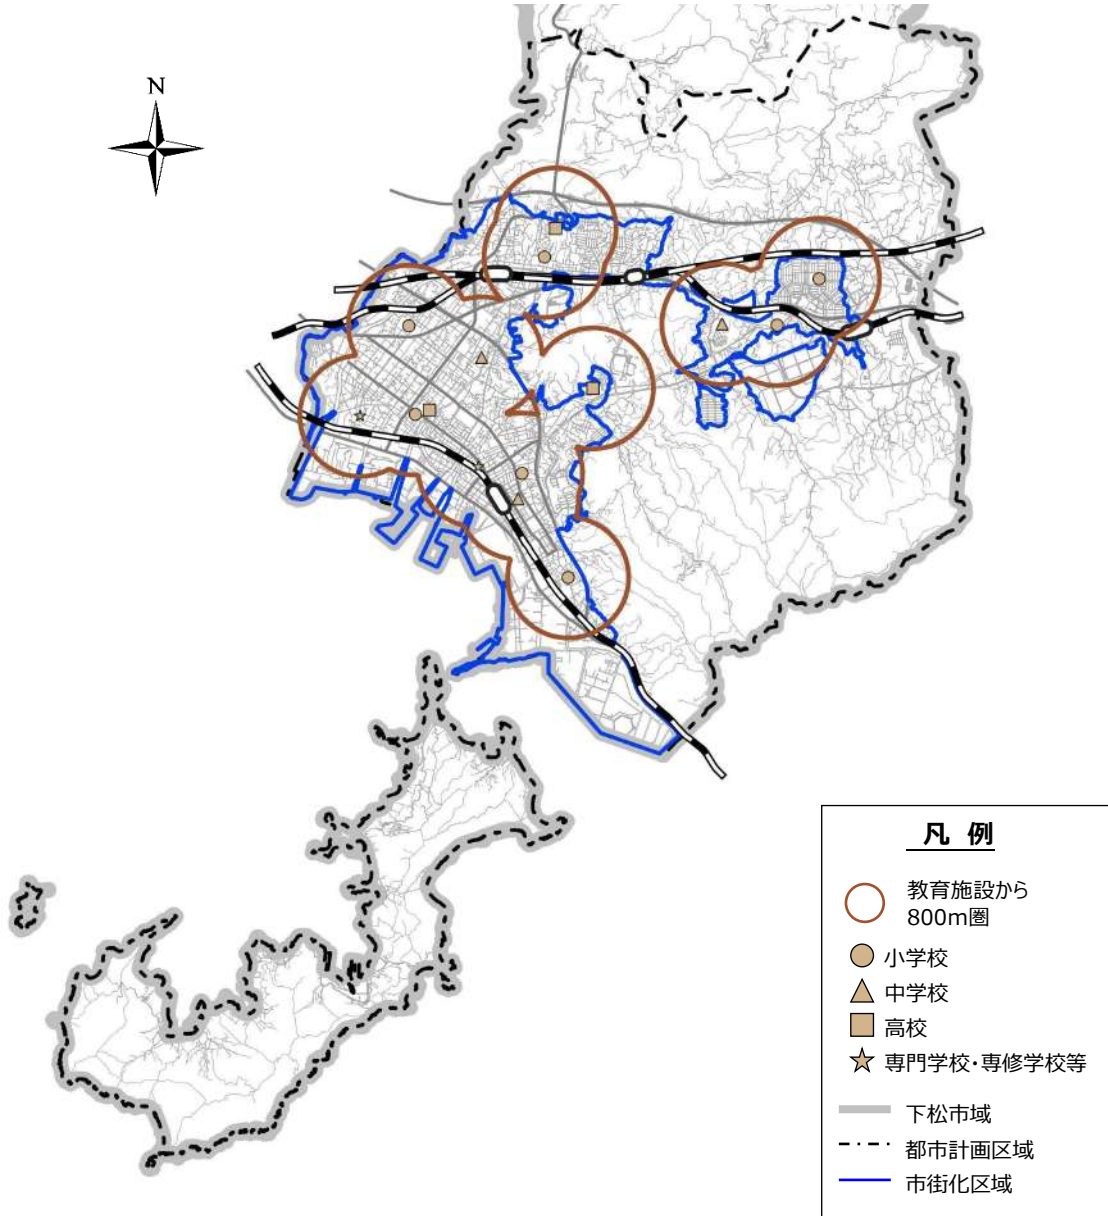 N
凡 例
教育施設から
800m圏
小学校
中学校
高校
専門学校・専修学校等
下松市域
都市計画区域
市街化区域